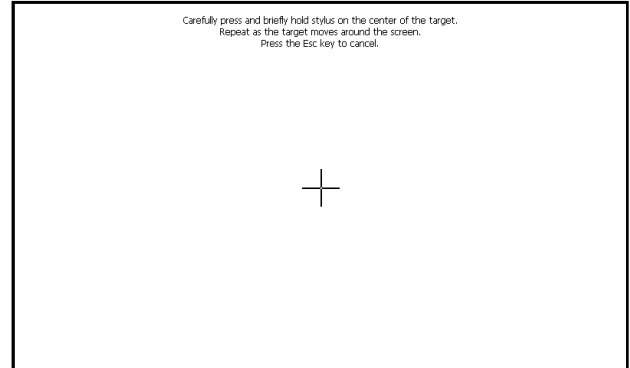 Carefully press and briefly hold stylus on the center of the target.
Repeat as the target moves around the screen.
Press the Esc key to cancel.